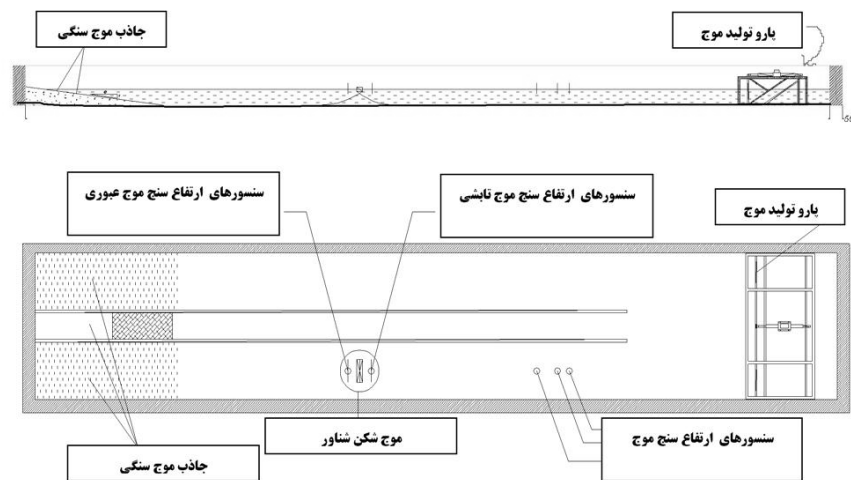 جاذب موج سنگی
پارو تولید موج
سنسورهای ارتفاع سنج موج عبوری
سنسورهای ارتفاع سنج موج تابشی
پارو تولید موج
موج شکن شناور
سنسورهای ارتفاع سنج موج
جاذب موج سنگی